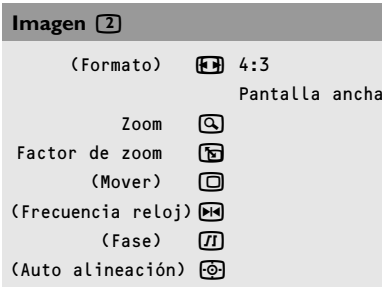 Imagen 2
(Formato) 4:3
Pantalla ancha
Zoom
Factor de zoom
(Mover)
(Frecuencia reloj)
(Fase)
(Auto alineación)